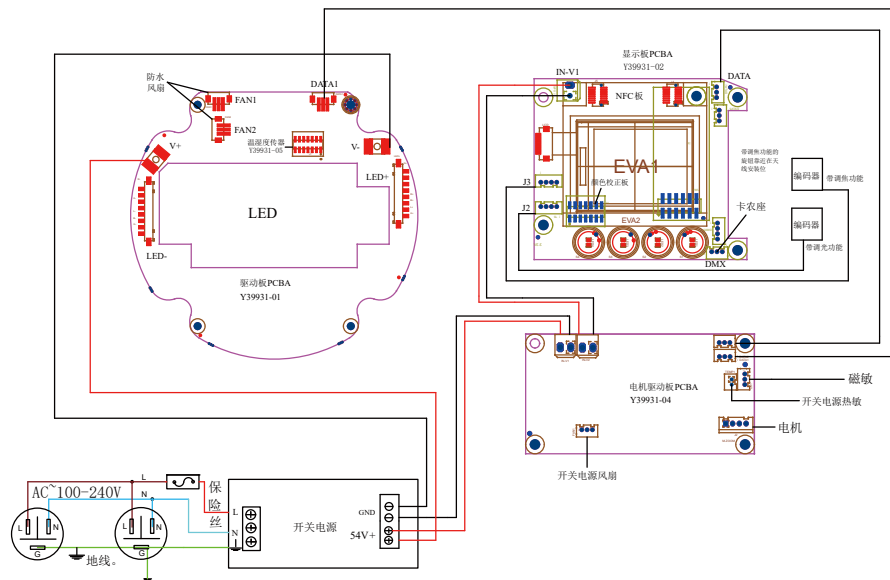 防水
风扇
FAN1
FAN2
DATA1
温湿度传器
Y39931-05
V+
V-
LED+
LED
LED-
驱动板PCBA
Y39931-01
显示板PCBA
Y39931-02
IN-V1
NFC板
DATA
EVA1
颜色校正板
EVA2
J3
J2
DMX
带调焦功能的
旋钮靠近在天
线安装位
编码器
带调焦功能
编码器
卡农座
带调光功能
电机驱动板PCBA
Y39931-04
磁敏
开关电源热敏
电机
开关电源风扇
AC~100-240V
L
N
保
险
丝
L
N
G
L
N
G
地线。
L
N
开关电源
GND
54V+